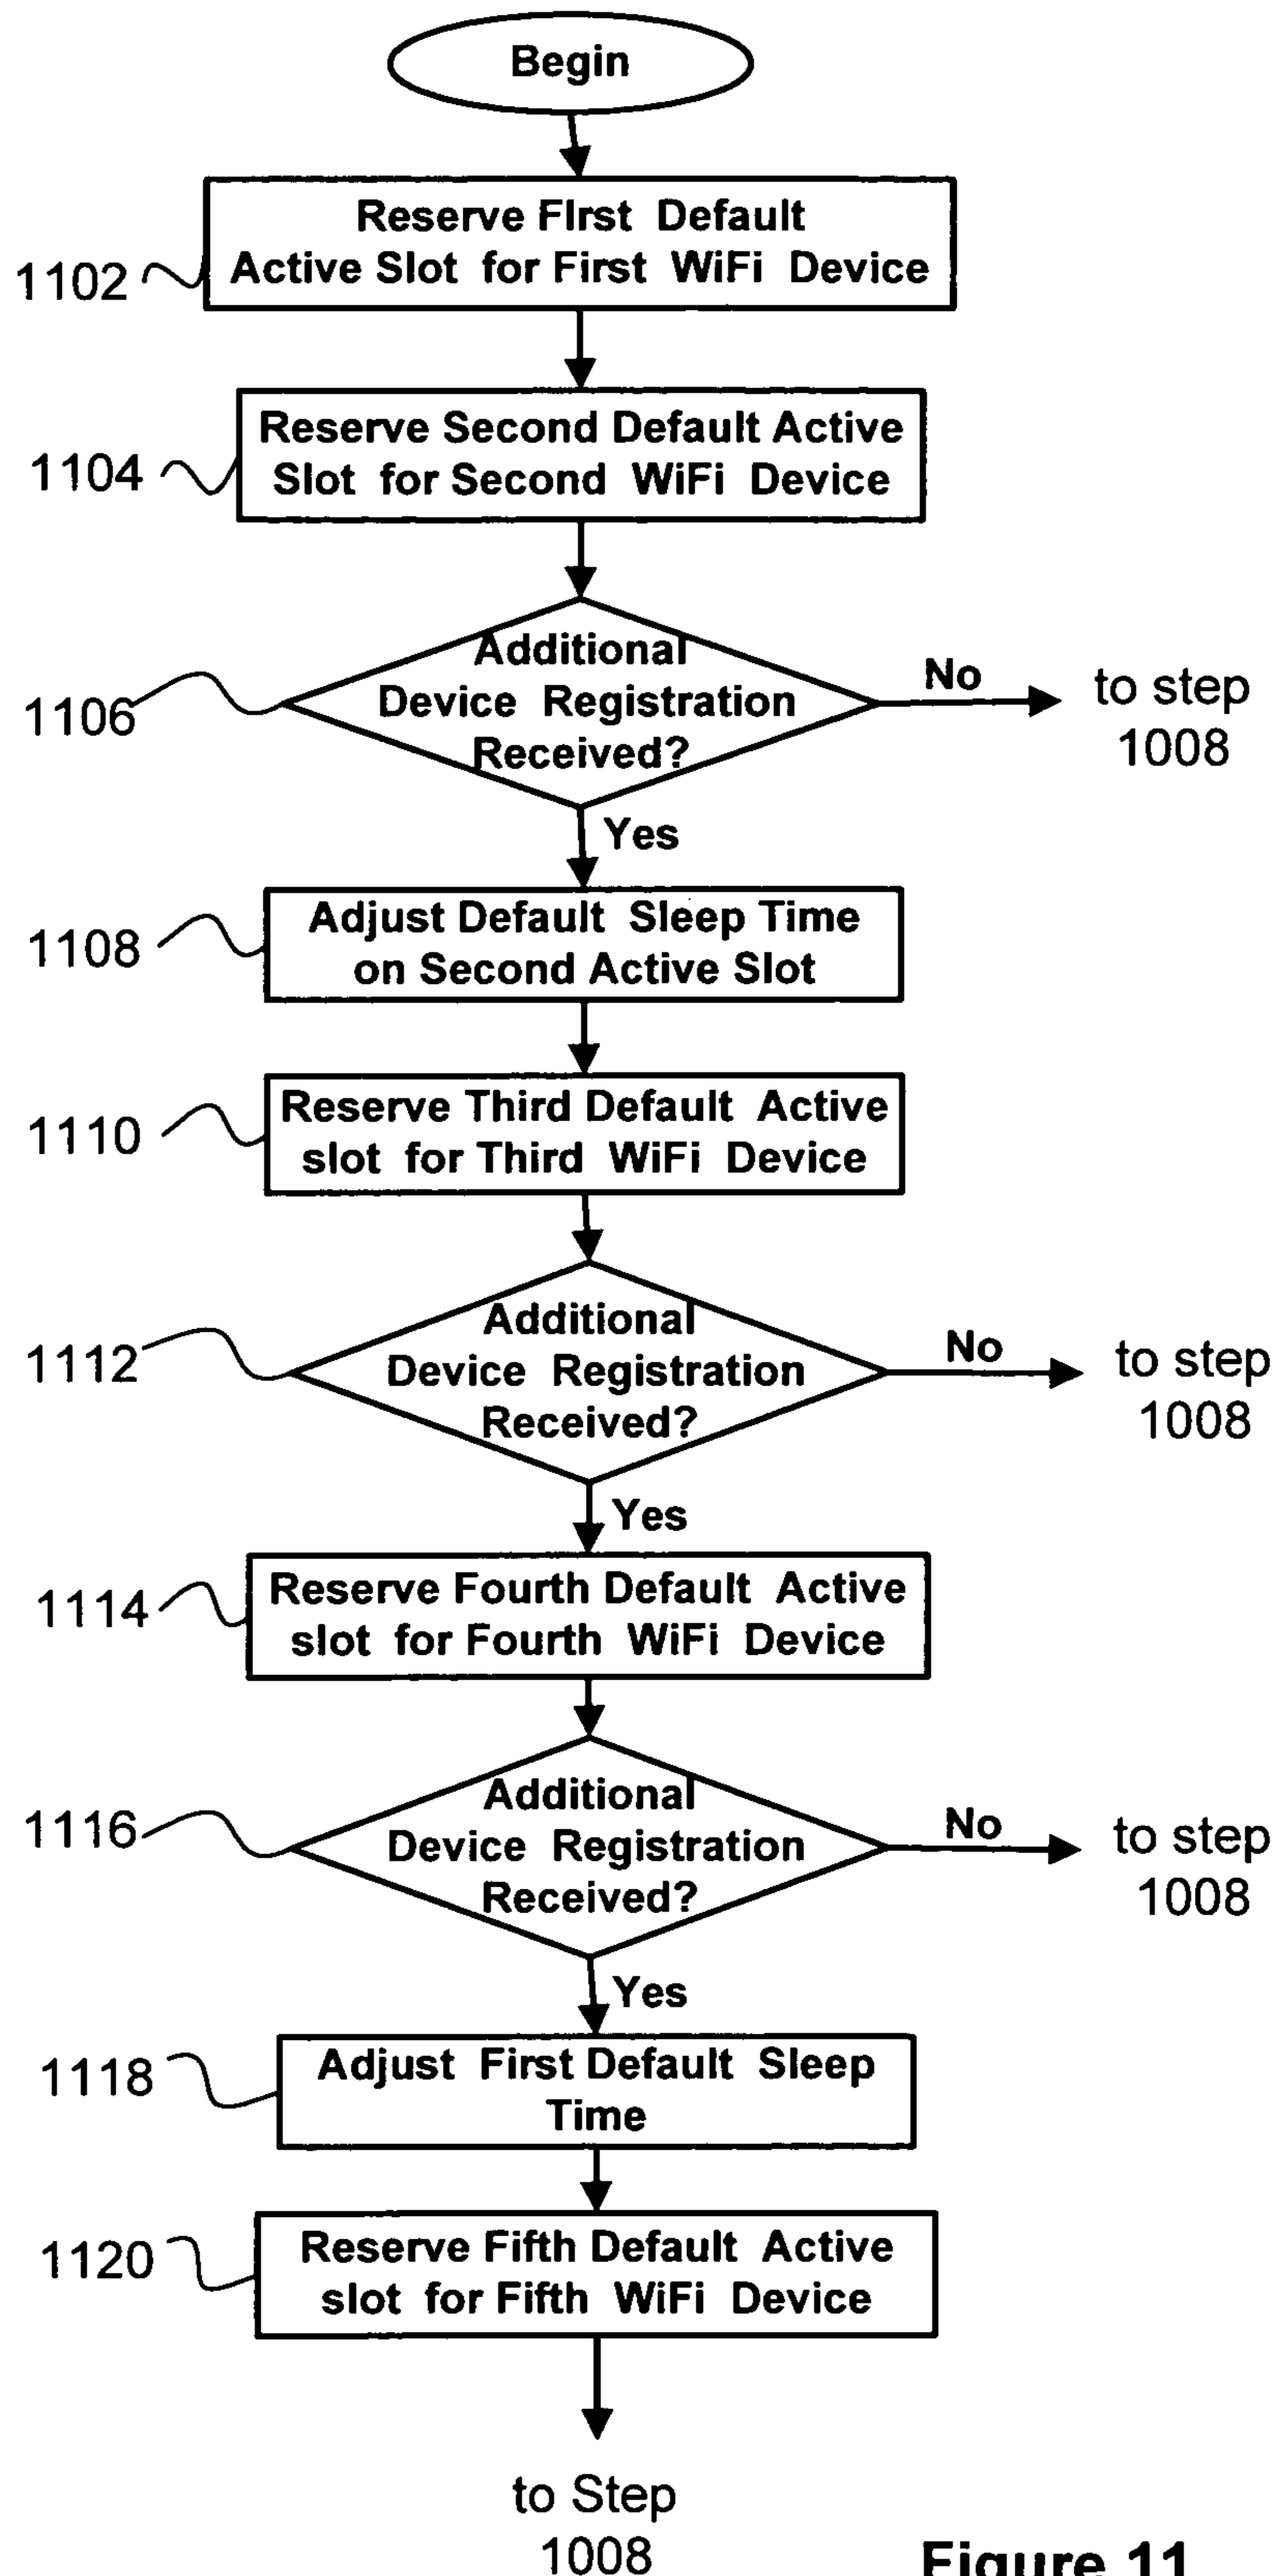 Begin
Reserve FIrst Default
Active Slot for First WiFi Device
1102
Reserve Second Default Active
Slot for Second WiFi Device
1104
Additional
Device Registration
Received?
1106
No
to step
1008
Yes
Adjust Default Sleep Time
on Second Active Slot
1108
Reserve Third Default Active
slot for Third WiFi Device
1110
Additional
Device Registration
Received?
1112
No
to step
1008
Yes
Reserve Fourth Default Active
slot for Fourth WiFi Device
1114
Additional
Device Registration
Received?
1116
No
to step
1008
Yes
Adjust First Default Sleep
Time
1118
Reserve Fifth Default Active
slot for Fifth WiFi Device
1120
to Step
1008
Figure 11